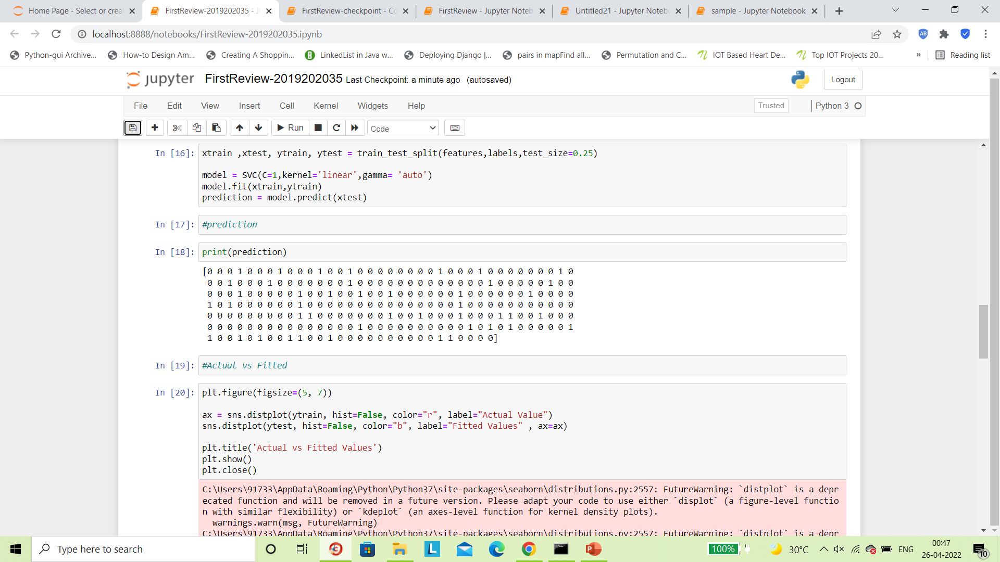 Home Page - Select or crea
FirstReview-2019202035 - Ju
FirstReview-checkpoint - Co
FirstReview - Jupyter Noteb
Untitled21 - Jupyter Notebo
sample - Jupyter Notebook
localhost:8888/notebooks/FirstReview-2019202035.ipynb
AB
Python-gui Archive...
How-to Design Am...
Creating A Shoppin...
B LinkedList in Java w...
Deploying Django |...
pairs in mapFind all...
Permutation and C...
IOT Based Heart De...
Top IOT Projects 20...
» Reading list
jupyter FirstReview-2019202035 Last Checkpoint: a minute ago (autosaved)
Logout
File Edit View Insert Cell Kernel Widgets Help
Trusted Python 3
Run Code
In [16]: xtrain ,xtest, ytrain, ytest = train_test_split(features,labels,test_size=0.25)
model = SVC(C=1,kernel='linear',gamma= 'auto')
model.fit(xtrain,ytrain)
prediction = model.predict(xtest)
In [17]: #prediction
In [18]: print(prediction)
[0 0 0 1 0 0 0 1 0 0 0 1 0 0 1 0 0 0 0 0 0 0 0 1 0 0 0 1 0 0 0 0 0 0 0 1 0
0 0 1 0 0 0 1 0 0 0 0 0 0 0 1 0 0 0 0 0 0 0 0 0 0 0 0 0 1 0 0 0 0 0 1 0 0
0 0 0 1 0 0 0 0 0 1 0 0 1 0 0 1 0 0 1 0 0 0 0 0 0 1 0 0 0 0 0 0 1 0 0 0 0
1 0 1 0 0 0 0 0 0 1 0 0 0 0 0 0 0 0 0 0 0 0 0 0 0 1 0 0 0 0 0 0 0 0 0 0 0
0 0 0 0 0 0 0 0 0 1 1 0 0 0 0 0 0 0 1 0 0 1 0 0 0 1 0 0 0 1 1 0 0 1 0 0 0
0 0 0 0 0 0 0 0 0 0 0 0 0 0 0 1 0 0 0 0 0 0 0 0 0 0 1 0 1 0 1 0 0 0 0 0 1
1 0 0 1 0 1 0 0 1 1 0 0 1 0 0 0 0 0 0 0 0 0 0 1 1 0 0 0 0]
In [19]: #Actual vs Fitted
In [20]: plt.figure(figsize=(5, 7))
ax = sns.distplot(ytrain, hist=False, color="r", label="Actual Value")
sns.distplot(ytest, hist=False, color="b", label="Fitted Values" , ax=ax)
plt.title('Actual vs Fitted Values')
plt.show()
plt.close()
C:\Users\91733\AppData\Roaming\Python\Python37\site-packages\seaborn\distributions.py:2557: FutureWarning: `distplot` is a depr
ecated function and will be removed in a future version. Please adapt your code to use either `displot` (a figure-level functio
n with similar flexibility) or `kdeplot` (an axes-level function for kernel density plots).
warnings.warn(msg, FutureWarning)
C:\Users\91733\AppData\Roaming\Python\Python37\site-packages\seaborn\distributions.py:2557: FutureWarning: `distplot` is a depr
Type here to search
L
P
100%
30°C
ENG
00:47
26-04-2022
10